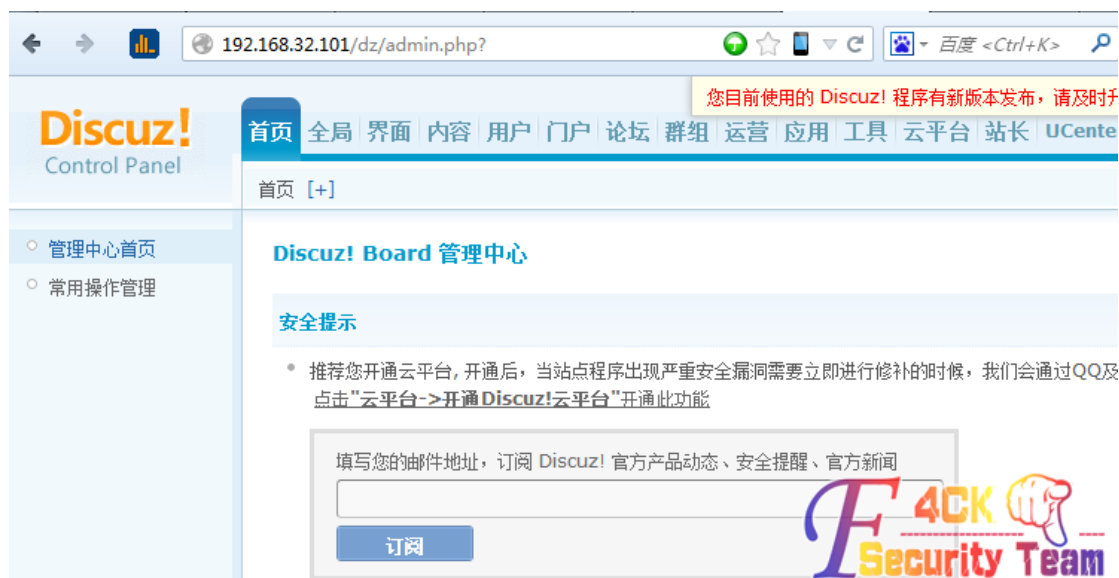 192.168.32.101/dz/admin.php?
百度 <Ctrl+K>
您目前使用的 Discuz! 程序有新版本发布，请及时升
Discuz!
Control Panel
首页 全局 界面 内容 用户 门户 论坛 群组 运营 应用 工具 云平台 站长 UCente
首页 [+]
管理中心首页
常用操作管理
Discuz! Board 管理中心
安全提示
推荐您开通云平台,开通后，当站点程序出现严重安全漏洞需要立即进行修补的时候，我们会通过QQ及
点击"云平台->开通Discuz!云平台"开通此功能
填写您的邮件地址，订阅 Discuz! 官方产品动态、安全提醒、官方新闻
订阅
F4CK
Security Team